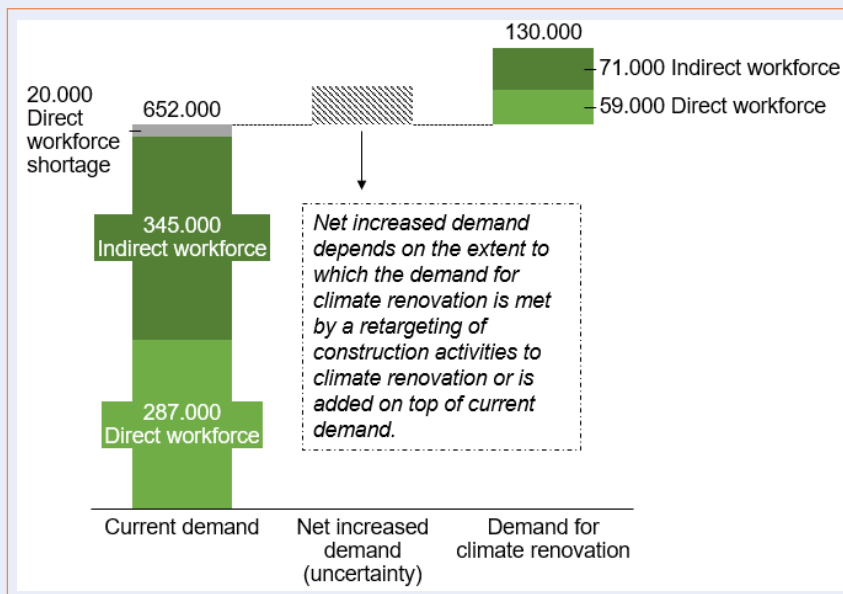 130.000
71.000 Indirect workforce
59.000 Direct workforce
20.000
Direct
workforce
shortage
652.000
345.000
Indirect workforce
287.000
Direct workforce
Net increased demand
depends on the extent to
which the demand for
climate renovation is met
by a retargeting of
construction activities to
climate renovation or is
added on top of current
demand.
Current demand
Net increased
demand
(uncertainty)
Demand for
climate renovation